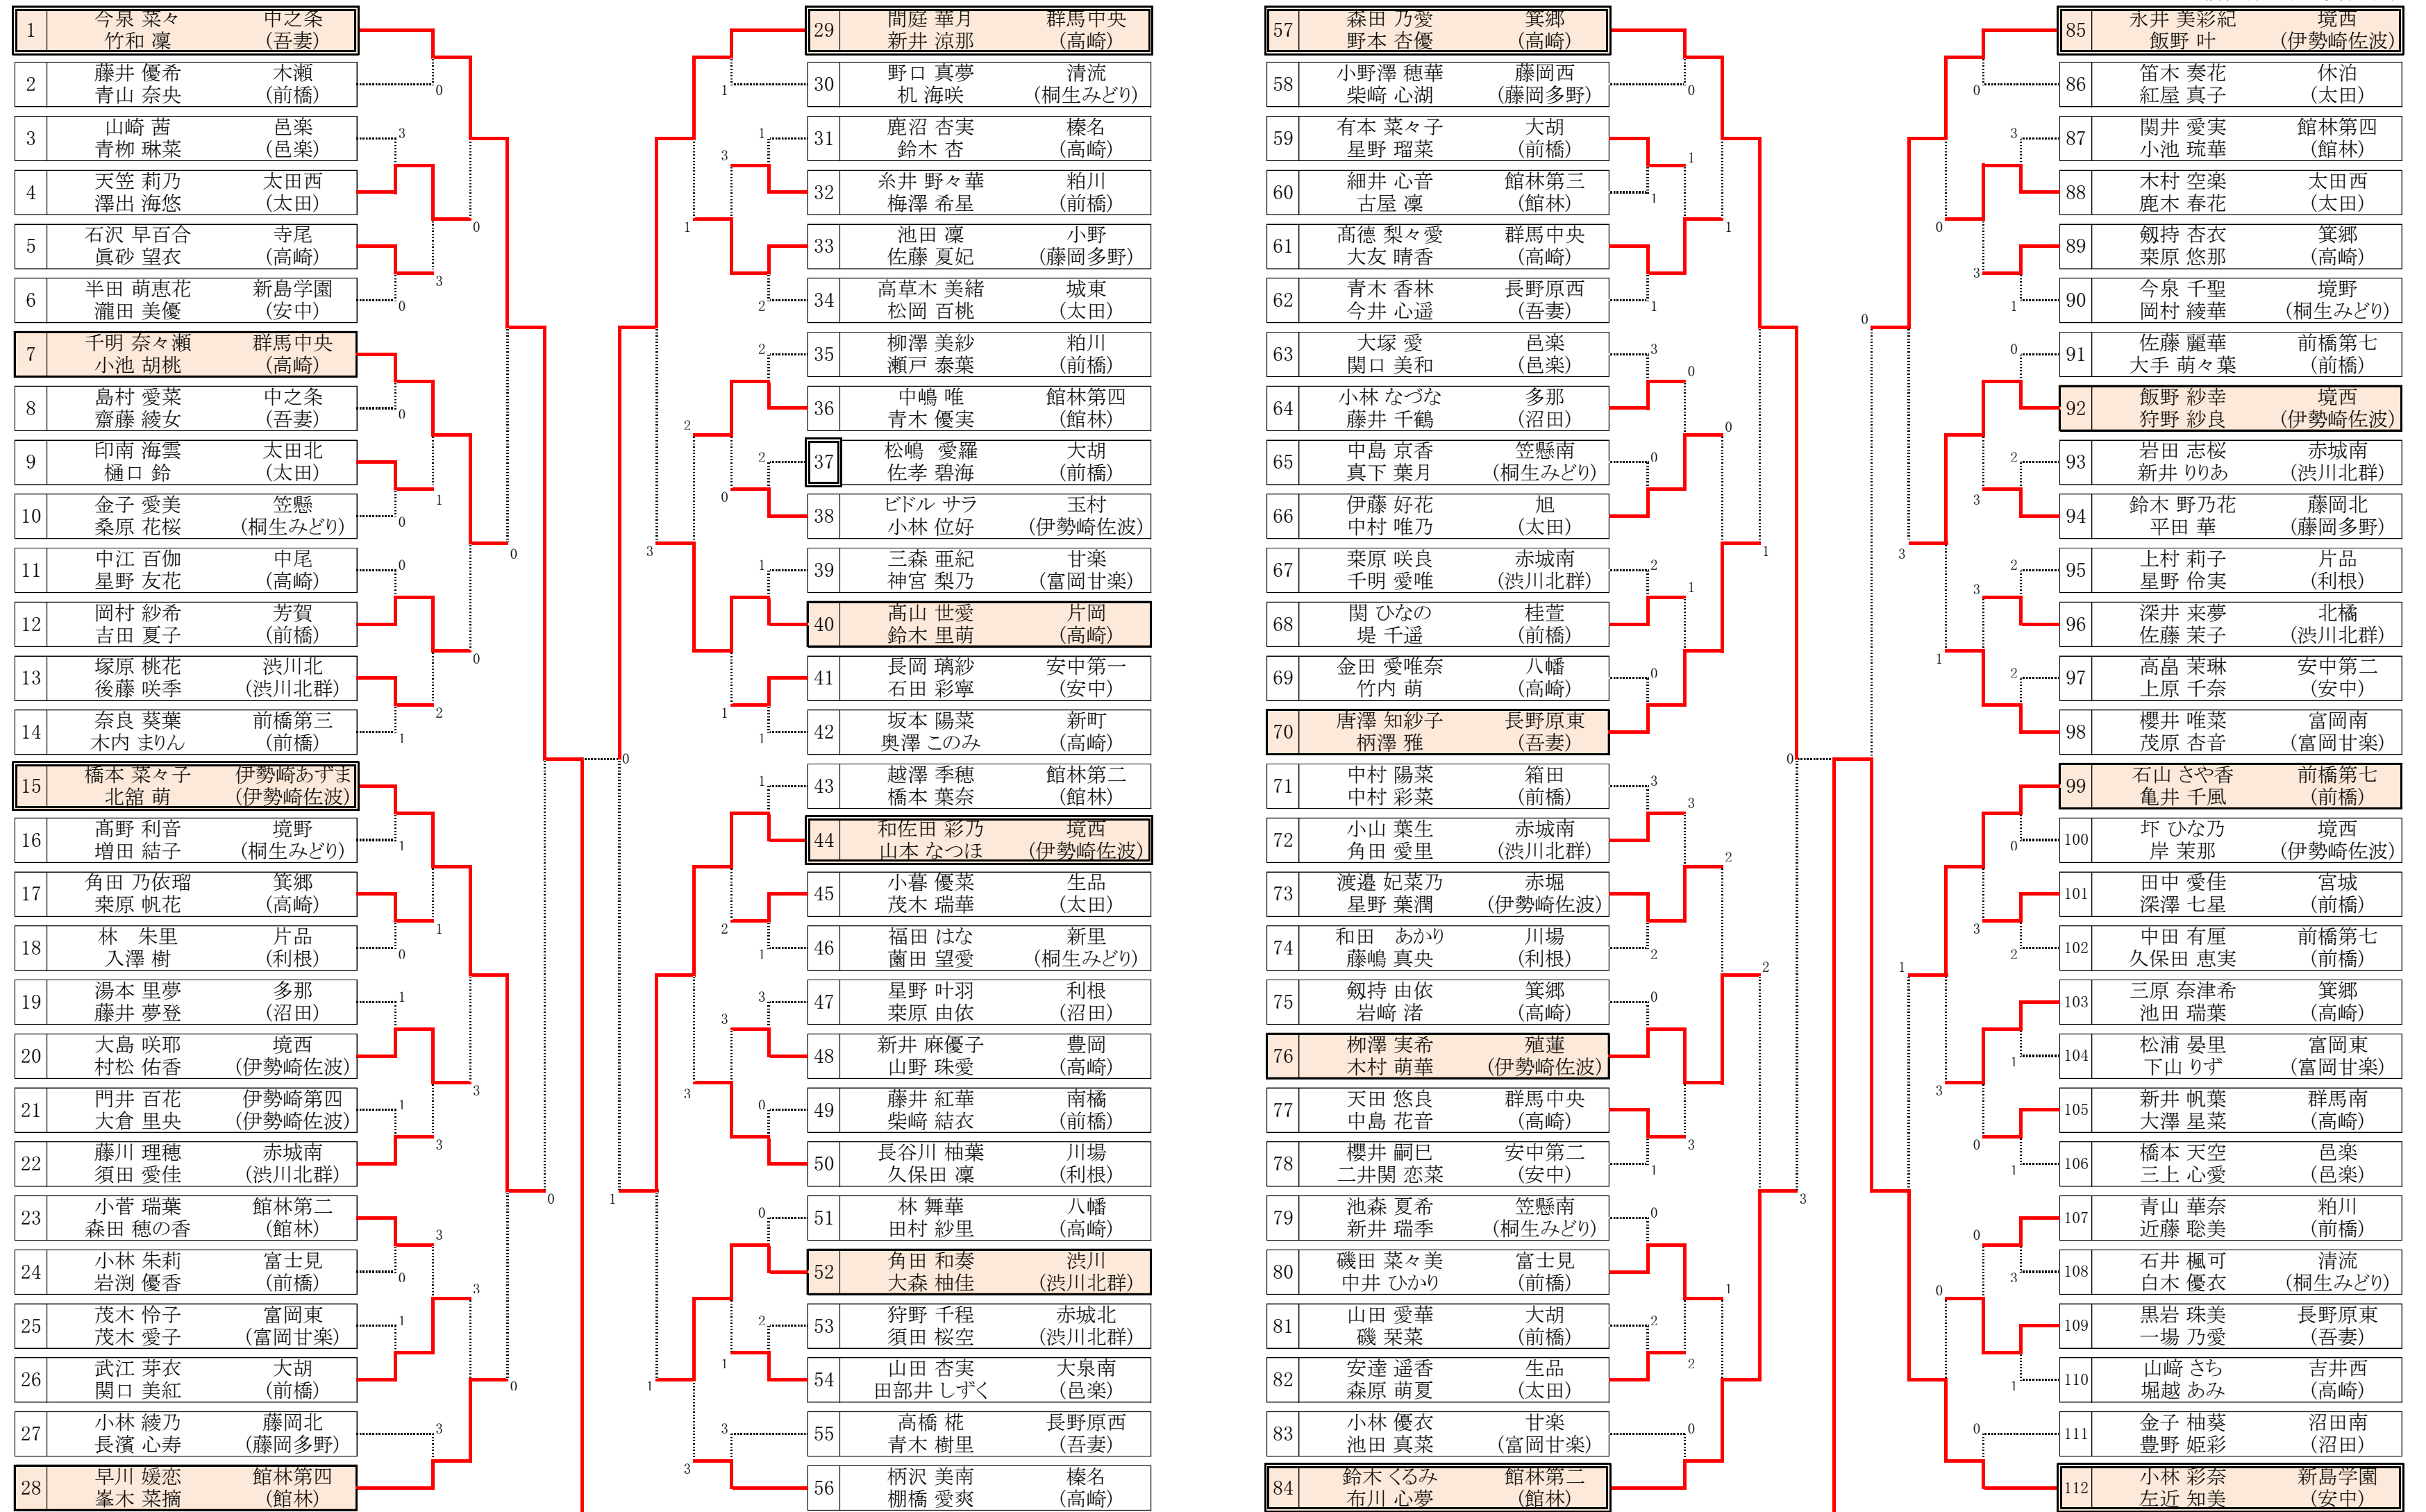 1 今泉 菜々 中之条
竹和 凜 (吾妻)
2 藤井 優希 木瀬
青山 奈央 (前橋)
3 山崎 茜 邑楽
青栁 琳菜 (邑楽)
4 天笠 莉乃 太田西
澤出 海悠 (太田)
5 石沢 早百合 寺尾
眞砂 望衣 (高崎)
6 半田 萌恵花 新島学園
瀧田 美優 (安中)
7 千明 奈々瀬 群馬中央
小池 胡桃 (高崎)
8 島村 愛菜 中之条
齋藤 綾女 (吾妻)
9 印南 海雲 太田北
樋口 鈴 (太田)
10 金子 愛美 笠懸
桑原 花桜 (桐生みどり)
11 中江 百伽 中尾
星野 友花 (高崎)
12 岡村 紗希 芳賀
吉田 夏子 (前橋)
13 塚原 桃花 渋川北
後藤 咲季 (渋川北群)
14 奈良 葵葉 前橋第三
木内 まりん (前橋)
15 橋本 菜々子 伊勢崎あずま
北舘 萌 (伊勢崎佐波)
16 髙野 利音 境野
増田 結子 (桐生みどり)
17 角田 乃依瑠 箕郷
栞原 帆花 (高崎)
18 林 朱里 片品
入澤 樹 (利根)
19 湯本 里夢 多那
藤井 夢登 (沼田)
20 大島 咲耶 境西
村松 佑香 (伊勢崎佐波)
21 門井 百花 伊勢崎第四
大倉 里央 (伊勢崎佐波)
22 藤川 理穂 赤城南
須田 愛佳 (渋川北群)
23 小菅 瑞葉 館林第二
森田 穂の香 (館林)
24 小林 朱莉 富士見
岩渕 優香 (前橋)
25 茂木 怜子 富岡東
茂木 愛子 (富岡甘楽)
26 武江 芽衣 大胡
関口 美紅 (前橋)
27 小林 綾乃 藤岡北
長濱 心寿 (藤岡多野)
28 早川 媛恋 館林第四
峯木 菜摘 (館林)
29 間庭 華月 群馬中央
新井 涼那 (高崎)
30 野口 真夢 清流
机 海咲 (桐生みどり)
31 鹿沼 杏実 榛名
鈴木 杏 (高崎)
32 糸井 野々華 粕川
梅澤 希星 (前橋)
33 池田 凜 小野
佐藤 夏妃 (藤岡多野)
34 高草木 美緒 城東
松岡 百桃 (太田)
35 柳澤 美紗 粕川
瀬戸 泰葉 (前橋)
36 中嶋 唯 館林第四
青木 優実 (館林)
37 松嶋 愛羅 大胡
佐孝 碧海 (前橋)
38 ビドル サラ 玉村
小林 位好 (伊勢崎佐波)
39 三森 亜紀 甘楽
神宮 梨乃 (富岡甘楽)
40 髙山 世愛 片岡
鈴木 里萌 (高崎)
41 長岡 璃紗 安中第一
石田 彩寧 (安中)
42 坂本 陽菜 新町
奥澤 このみ (高崎)
43 越澤 季穂 館林第二
橋本 葉奈 (館林)
44 和佐田 彩乃 境西
山本 なつほ (伊勢崎佐波)
45 小暮 優菜 生品
茂木 瑞華 (太田)
46 福田 はな 新里
薗田 望愛 (桐生みどり)
47 星野 叶羽 利根
栞原 由依 (沼田)
48 新井 麻優子 豊岡
山野 珠愛 (高崎)
49 藤井 紅華 南橘
柴﨑 結衣 (前橋)
50 長谷川 柚葉 川場
久保田 凜 (利根)
51 林 舞華 八幡
田村 紗里 (高崎)
52 角田 和奏 渋川
大森 柚佳 (渋川北群)
53 狩野 千程 赤城北
須田 桜空 (渋川北群)
54 山田 杏実 大泉南
田部井 しずく (邑楽)
55 高橋 椛 長野原西
青木 樹里 (吾妻)
56 柄沢 美南 榛名
棚橋 愛爽 (高崎)
57 森田 乃愛 箕郷
野本 杏優 (高崎)
58 小野澤 穂華 藤岡西
柴﨑 心湖 (藤岡多野)
59 有本 菜々子 大胡
星野 瑠菜 (前橋)
60 細井 心音 館林第三
古屋 凜 (館林)
61 髙德 梨々愛 群馬中央
大友 晴香 (高崎)
62 青木 香林 長野原西
今井 心遥 (吾妻)
63 大塚 愛 邑楽
関口 美和 (邑楽)
64 小林 なづな 多那
藤井 千鶴 (沼田)
65 中島 京香 笠懸南
真下 葉月 (桐生みどり)
66 伊藤 好花 旭
中村 唯乃 (太田)
67 栞原 咲良 赤城南
千明 愛唯 (渋川北群)
68 関 ひなの 桂萱
堤 千遥 (前橋)
69 金田 愛唯奈 八幡
竹内 萌 (高崎)
70 唐澤 知紗子 長野原東
柄澤 雅 (吾妻)
71 中村 陽菜 箱田
中村 彩菜 (前橋)
72 小山 葉生 赤城南
角田 愛里 (渋川北群)
73 渡邉 妃菜乃 赤堀
星野 葉潤 (伊勢崎佐波)
74 和田 あかり 川場
藤嶋 真央 (利根)
75 剱持 由依 箕郷
岩﨑 渚 (高崎)
76 栁澤 実希 殖蓮
木村 萌華 (伊勢崎佐波)
77 天田 悠良 群馬中央
中島 花音 (高崎)
78 櫻井 嗣巳 安中第二
二井関 恋菜 (安中)
79 池森 夏希 笠懸南
新井 瑞季 (桐生みどり)
80 磯田 菜々美 富士見
中井 ひかり (前橋)
81 山田 愛華 大胡
磯 栞菜 (前橋)
82 安達 遥香 生品
森原 萌夏 (太田)
83 小林 優衣 甘楽
池田 真菜 (富岡甘楽)
84 鈴木 くるみ 館林第二
布川 心夢 (館林)
85 永井 美彩紀 境西
飯野 叶 (伊勢崎佐波)
86 笛木 奏花 休泊
紅屋 真子 (太田)
87 関井 愛実 館林第四
小池 琉華 (館林)
88 木村 空楽 太田西
鹿木 春花 (太田)
89 剱持 杏衣 箕郷
栞原 悠那 (高崎)
90 今泉 千聖 境野
岡村 綾華 (桐生みどり)
91 佐藤 麗華 前橋第七
大手 萌々葉 (前橋)
92 飯野 紗幸 境西
狩野 紗良 (伊勢崎佐波)
93 岩田 志桜 赤城南
新井 りりあ (渋川北群)
94 鈴木 野乃花 藤岡北
平田 華 (藤岡多野)
95 上村 莉子 片品
星野 伶実 (利根)
96 深井 来夢 北橘
佐藤 茉子 (渋川北群)
97 高畠 茉琳 安中第二
上原 千奈 (安中)
98 櫻井 唯菜 富岡南
茂原 杏音 (富岡甘楽)
99 石山 さや香 前橋第七
亀井 千風 (前橋)
100 圷 ひな乃 境西
岸 茉那 (伊勢崎佐波)
101 田中 愛佳 宮城
深澤 七星 (前橋)
102 中田 有厘 前橋第七
久保田 恵実 (前橋)
103 三原 奈津希 箕郷
池田 瑞葉 (高崎)
104 松浦 晏里 富岡東
下山 りず (富岡甘楽)
105 新井 帆葉 群馬南
大澤 星菜 (高崎)
106 橋本 天空 邑楽
三上 心愛 (邑楽)
107 青山 華奈 粕川
近藤 聡美 (前橋)
108 石井 楓可 清流
白木 優衣 (桐生みどり)
109 黒岩 珠美 長野原東
一場 乃愛 (吾妻)
110 山﨑 さち 吉井西
堀越 あみ (高崎)
111 金子 柚葵 沼田南
豊野 姫彩 (沼田)
112 小林 彩奈 新島学園
左近 知美 (安中)